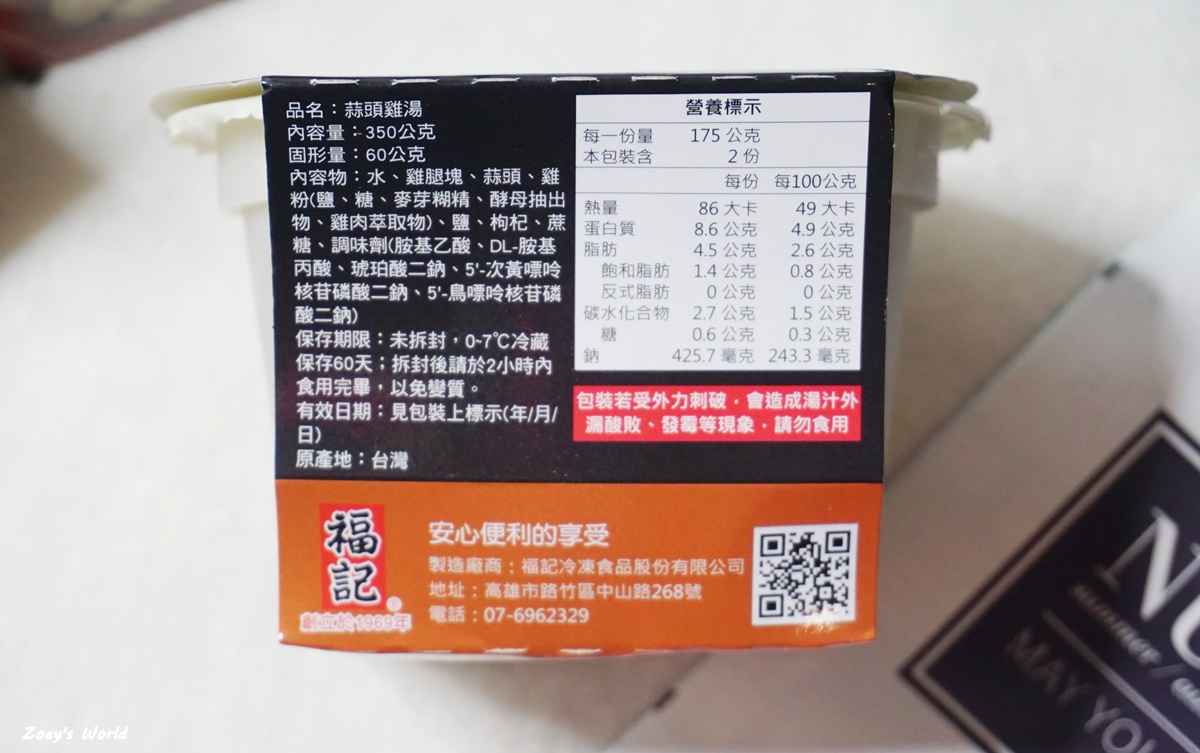 品名：蒜頭雞湯
內容量：350公克
固形量：60公克
內容物：水、雞腿塊、蒜頭、雞
粉(鹽、糖、麥芽糊精、酵母抽出
物、雞肉萃取物)、鹽、枸杞、蔗
糖、調味劑(胺基乙酸、DL-胺基
丙酸、琥珀酸二鈉、5'-次黃嘌呤
核苷磷酸二鈉、5'-鳥嘌呤核苷磷
酸二鈉)
保存期限：未拆封，0~7℃冷藏
保存60天；拆封後請於2小時內
食用完畢，以免變質。
有效日期：見包裝上標示(年/月/
日)
原產地：台灣
營養標示
每一份量 175 公克
本包裝含 2 份
每份 每100公克
熱量 86 大卡 49 大卡
蛋白質 8.6 公克 4.9 公克
脂肪 4.5 公克 2.6 公克
飽和脂肪 1.4 公克 0.8 公克
反式脂肪 0 公克 0 公克
碳水化合物 2.7 公克 1.5 公克
糖 0.6 公克 0.3 公克
鈉 425.7 毫克 243.3 毫克
包裝若受外力刺破，會造成湯汁外
漏酸敗、發霉等現象，請勿食用
福記
創立於1969年
安心便利的享受
製造廠商：福記冷凍食品股份有限公司
地址：高雄市路竹區中山路268號
電話：07-6962329
MAY YOU
Zoey's World